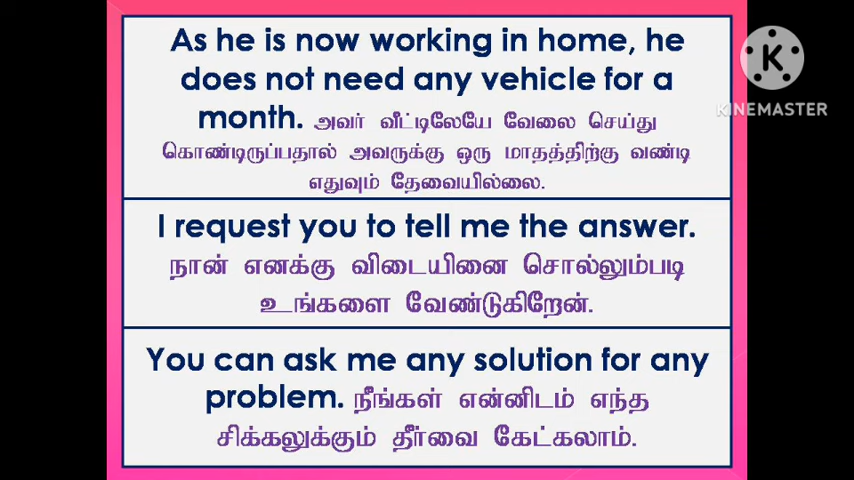 As he is now working in home, he
does not need any vehicle for a
month. அவர் வீட்டிலேயே வேலை செய்து
கொண்டிருப்பதால் அவருக்கு ஒரு மாதத்திற்கு வண்டி
எதுவும் தேவையில்லை.
I request you to tell me the answer.
நான் எனக்கு விடையினை சொல்லும்படி
உங்களை வேண்டுகிறேன்.
You can ask me any solution for any
problem. நீங்கள் என்னிடம் எந்த
சிக்கலுக்கும் தீர்வை கேட்கலாம்.
K
KINEMASTER